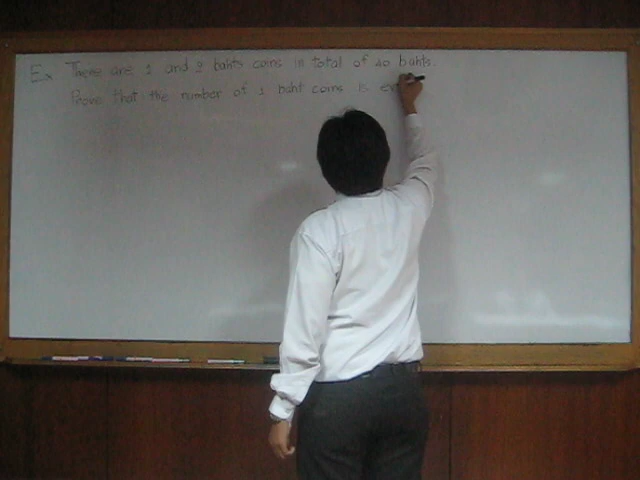 Ex There are 1 and 2 bahts coins in total of 40 bahts.
Prove that the number of 1 baht coins is